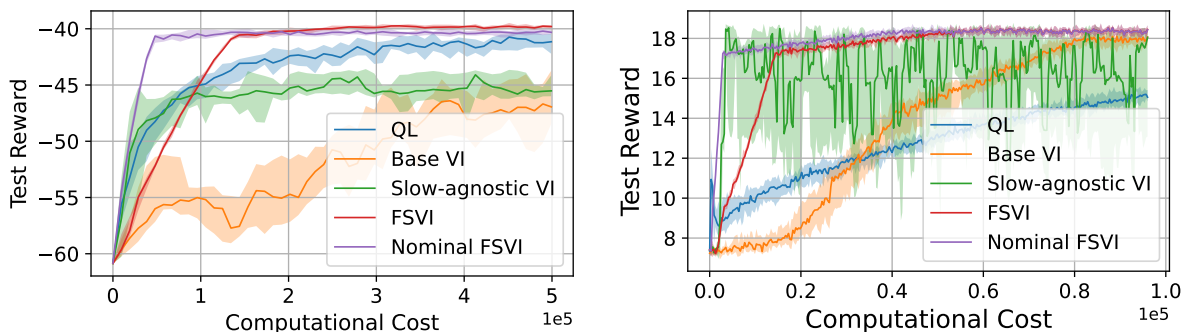 −40
−45
−50
−55
−60
Test Reward
0 1 2 3 4 5
1e5
Computational Cost
QL
Base VI
Slow-agnostic VI
FSVI
Nominal FSVI
18
16
14
12
10
8
Test Reward
0.0 0.2 0.4 0.6 0.8 1.0
1e5
Computational Cost
QL
Base VI
Slow-agnostic VI
FSVI
Nominal FSVI